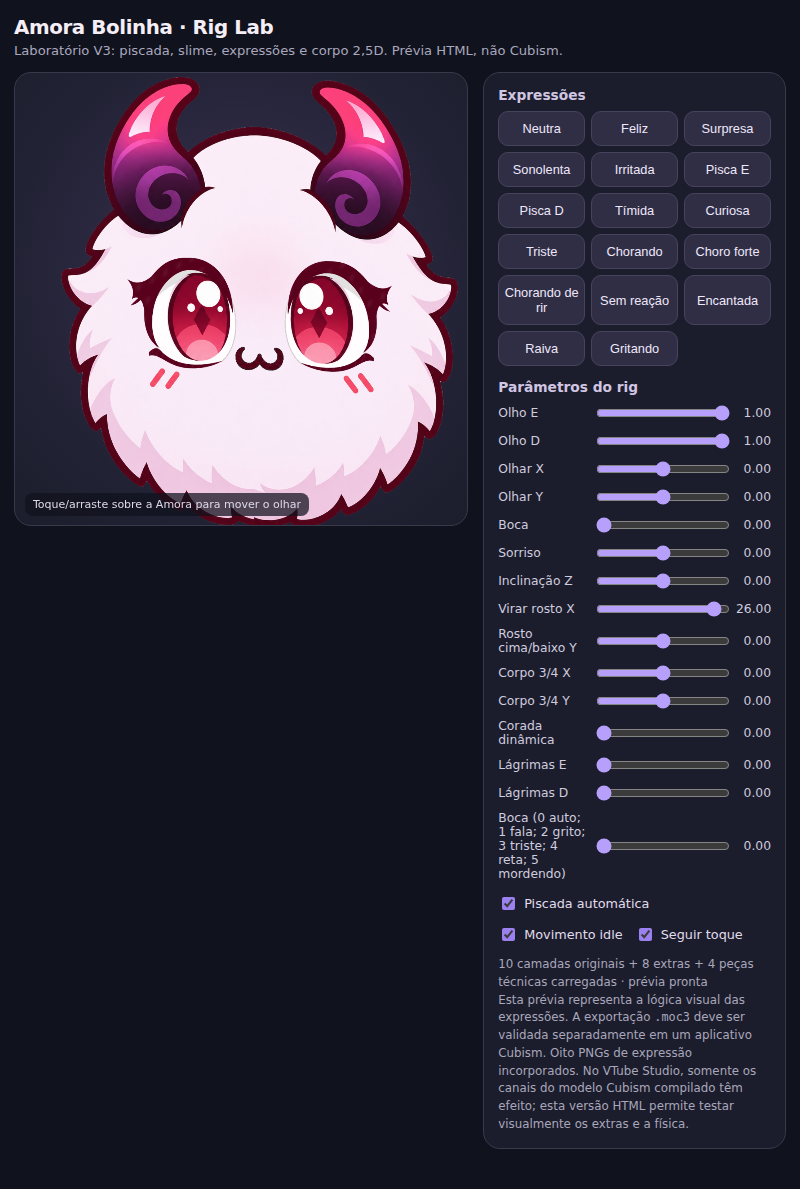 Amora Bolinha · Rig Lab
Laboratório V3: piscada, slime, expressões e corpo 2,5D. Prévia HTML, não Cubism.
Toque/arraste sobre a Amora para mover o olhar
Expressões
Neutra
Feliz
Surpresa
Sonolenta
Irritada
Pisca E
Pisca D
Tímida
Curiosa
Triste
Chorando
Choro forte
Chorando de
rir
Sem reação
Encantada
Raiva
Gritando
Parâmetros do rig
Olho E 1.00
Olho D 1.00
Olhar X 0.00
Olhar Y 0.00
Boca 0.00
Sorriso 0.00
Inclinação Z 0.00
Virar rosto X 26.00
Rosto
cima/baixo Y 0.00
Corpo 3/4 X 0.00
Corpo 3/4 Y 0.00
Corada
dinâmica 0.00
Lágrimas E 0.00
Lágrimas D 0.00
Boca (0 auto;
1 fala; 2 grito;
3 triste; 4 0.00
reta; 5
mordendo)
Piscada automática
Movimento idle Seguir toque
10 camadas originais + 8 extras + 4 peças
técnicas carregadas · prévia pronta
Esta prévia representa a lógica visual das
expressões. A exportação .moc3 deve ser
validada separadamente em um aplicativo
Cubism. Oito PNGs de expressão
incorporados. No VTube Studio, somente os
canais do modelo Cubism compilado têm
efeito; esta versão HTML permite testar
visualmente os extras e a física.